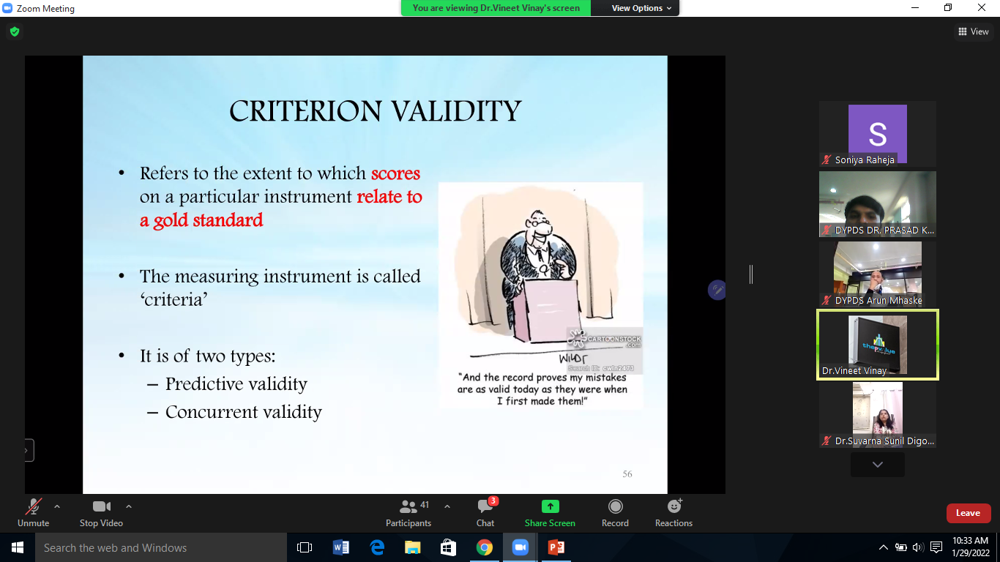 Zoom Meeting
You are viewing Dr.Vineet Vinay's screen
View Options
View
CRITERION VALIDITY
• Refers to the extent to which scores
on a particular instrument relate to
a gold standard
• The measuring instrument is called
‘criteria’
• It is of two types:
– Predictive validity
– Concurrent validity
CARTOONSTOCK
.com
Search ID: cwln2473
“And the record proves my mistakes
are as valid today as they were when
I first made them!”
56
S
Soniya Raheja
DYPDS DR. PRASAD K...
DYPDS Arun Mhaske
Dr.Vineet Vinay
Dr.Suvarna Sunil Digo...
Unmute
Stop Video
41
Participants
3
Chat
Share Screen
Record
Reactions
Leave
Search the web and Windows
10:33 AM
1/29/2022